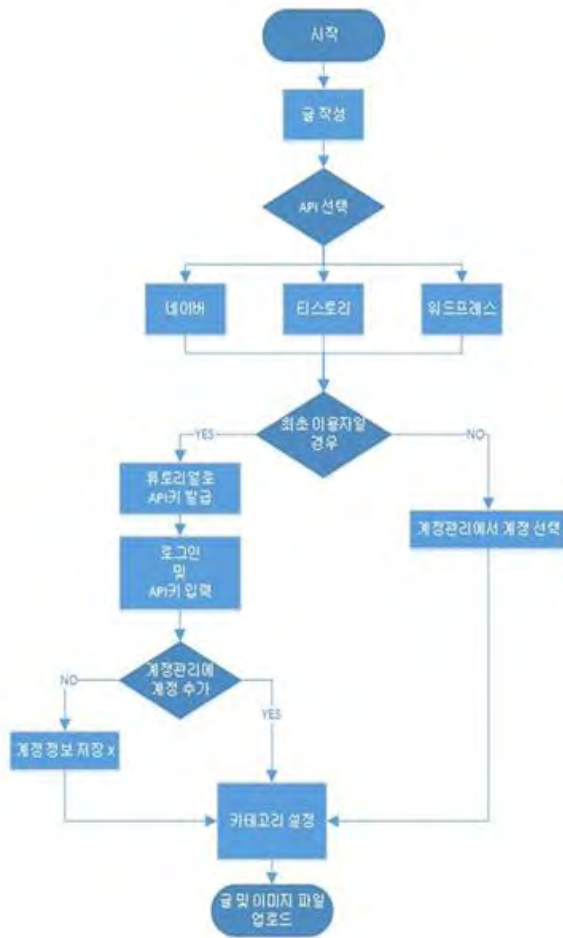 시작
글 작성
API 선택
네이버
티스토리
워드프레스
최초 이용자일
경우
YES
NO
튜토리얼로
API키 발급
계정관리에서 계정 선택
로그인
및
API키 입력
계정관리에
계정 추가
NO
YES
계정 정보 저장 x
카테고리 설정
글 및 이미지 파일
업로드